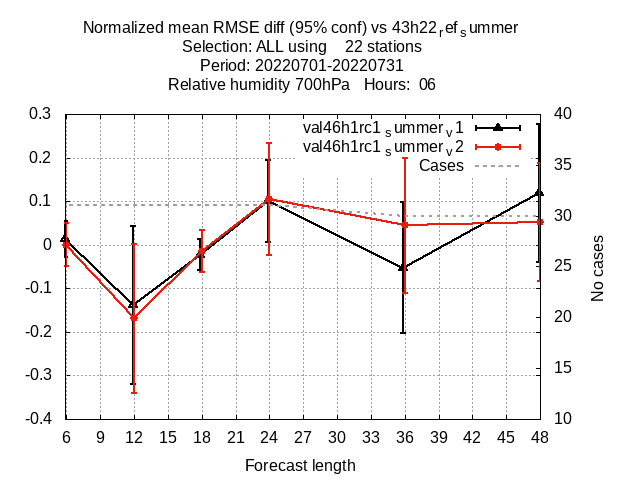 Normalized mean RMSE diff (95% conf) vs 43h22refsummer
Selection: ALL using 22 stations
Period: 20220701-20220731
Relative humidity 700hPa Hours: 06
0.3
0.2
0.1
0
-0.1
-0.2
-0.3
-0.4
40
35
30
25
20
15
10
val46h1rc1summerv1
val46h1rc1summerv2
Cases
No cases
6 9 12 15 18 21 24 27 30 33 36 39 42 45 48
Forecast length